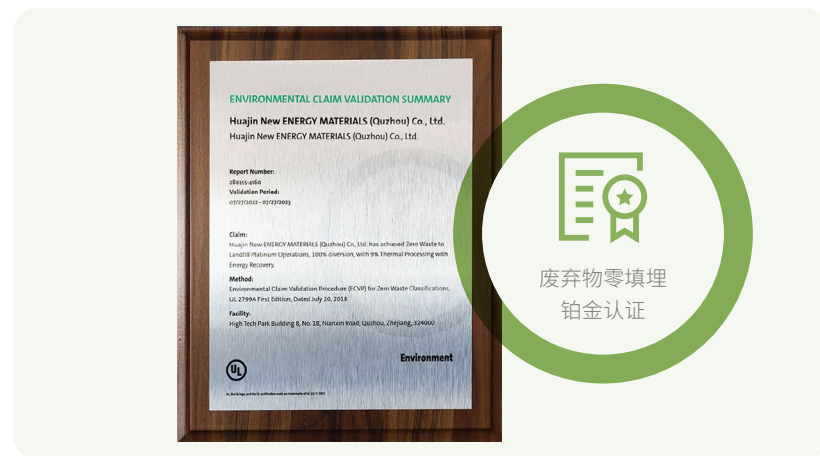 ENVIRONMENTAL CLAIM VALIDATION SUMMARY
Huajin New ENERGY MATERIALS (Quzhou) Co., Ltd.
Huajin New ENERGY MATERIALS (Quzhou) Co., Ltd.
Report Number:
280355-4160
Validation Period:
07/27/2022 - 07/27/2023
Claim:
Huajin New ENERGY MATERIALS (Quzhou) Co., Ltd. has achieved Zero Waste to
Landfill Platinum Operations, 100% diversion, with 9% Thermal Processing with
Energy Recovery.
Method:
Environmental Claim Validation Procedure (ECVP) for Zero Waste Classifications,
UL 2799A First Edition, Dated July 20, 2018
Facility:
High Tech Park Building 8, No. 18, Nianxin Road, Quzhou, Zhejiang, 324000
Environment
UL
废弃物零填埋
铂金认证